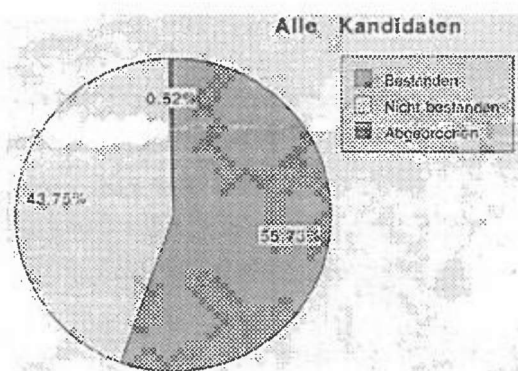 Alle Kandidaten
Bestanden
Nicht bestanden
Abgebrochen
0.52%
43.75%
55.73%